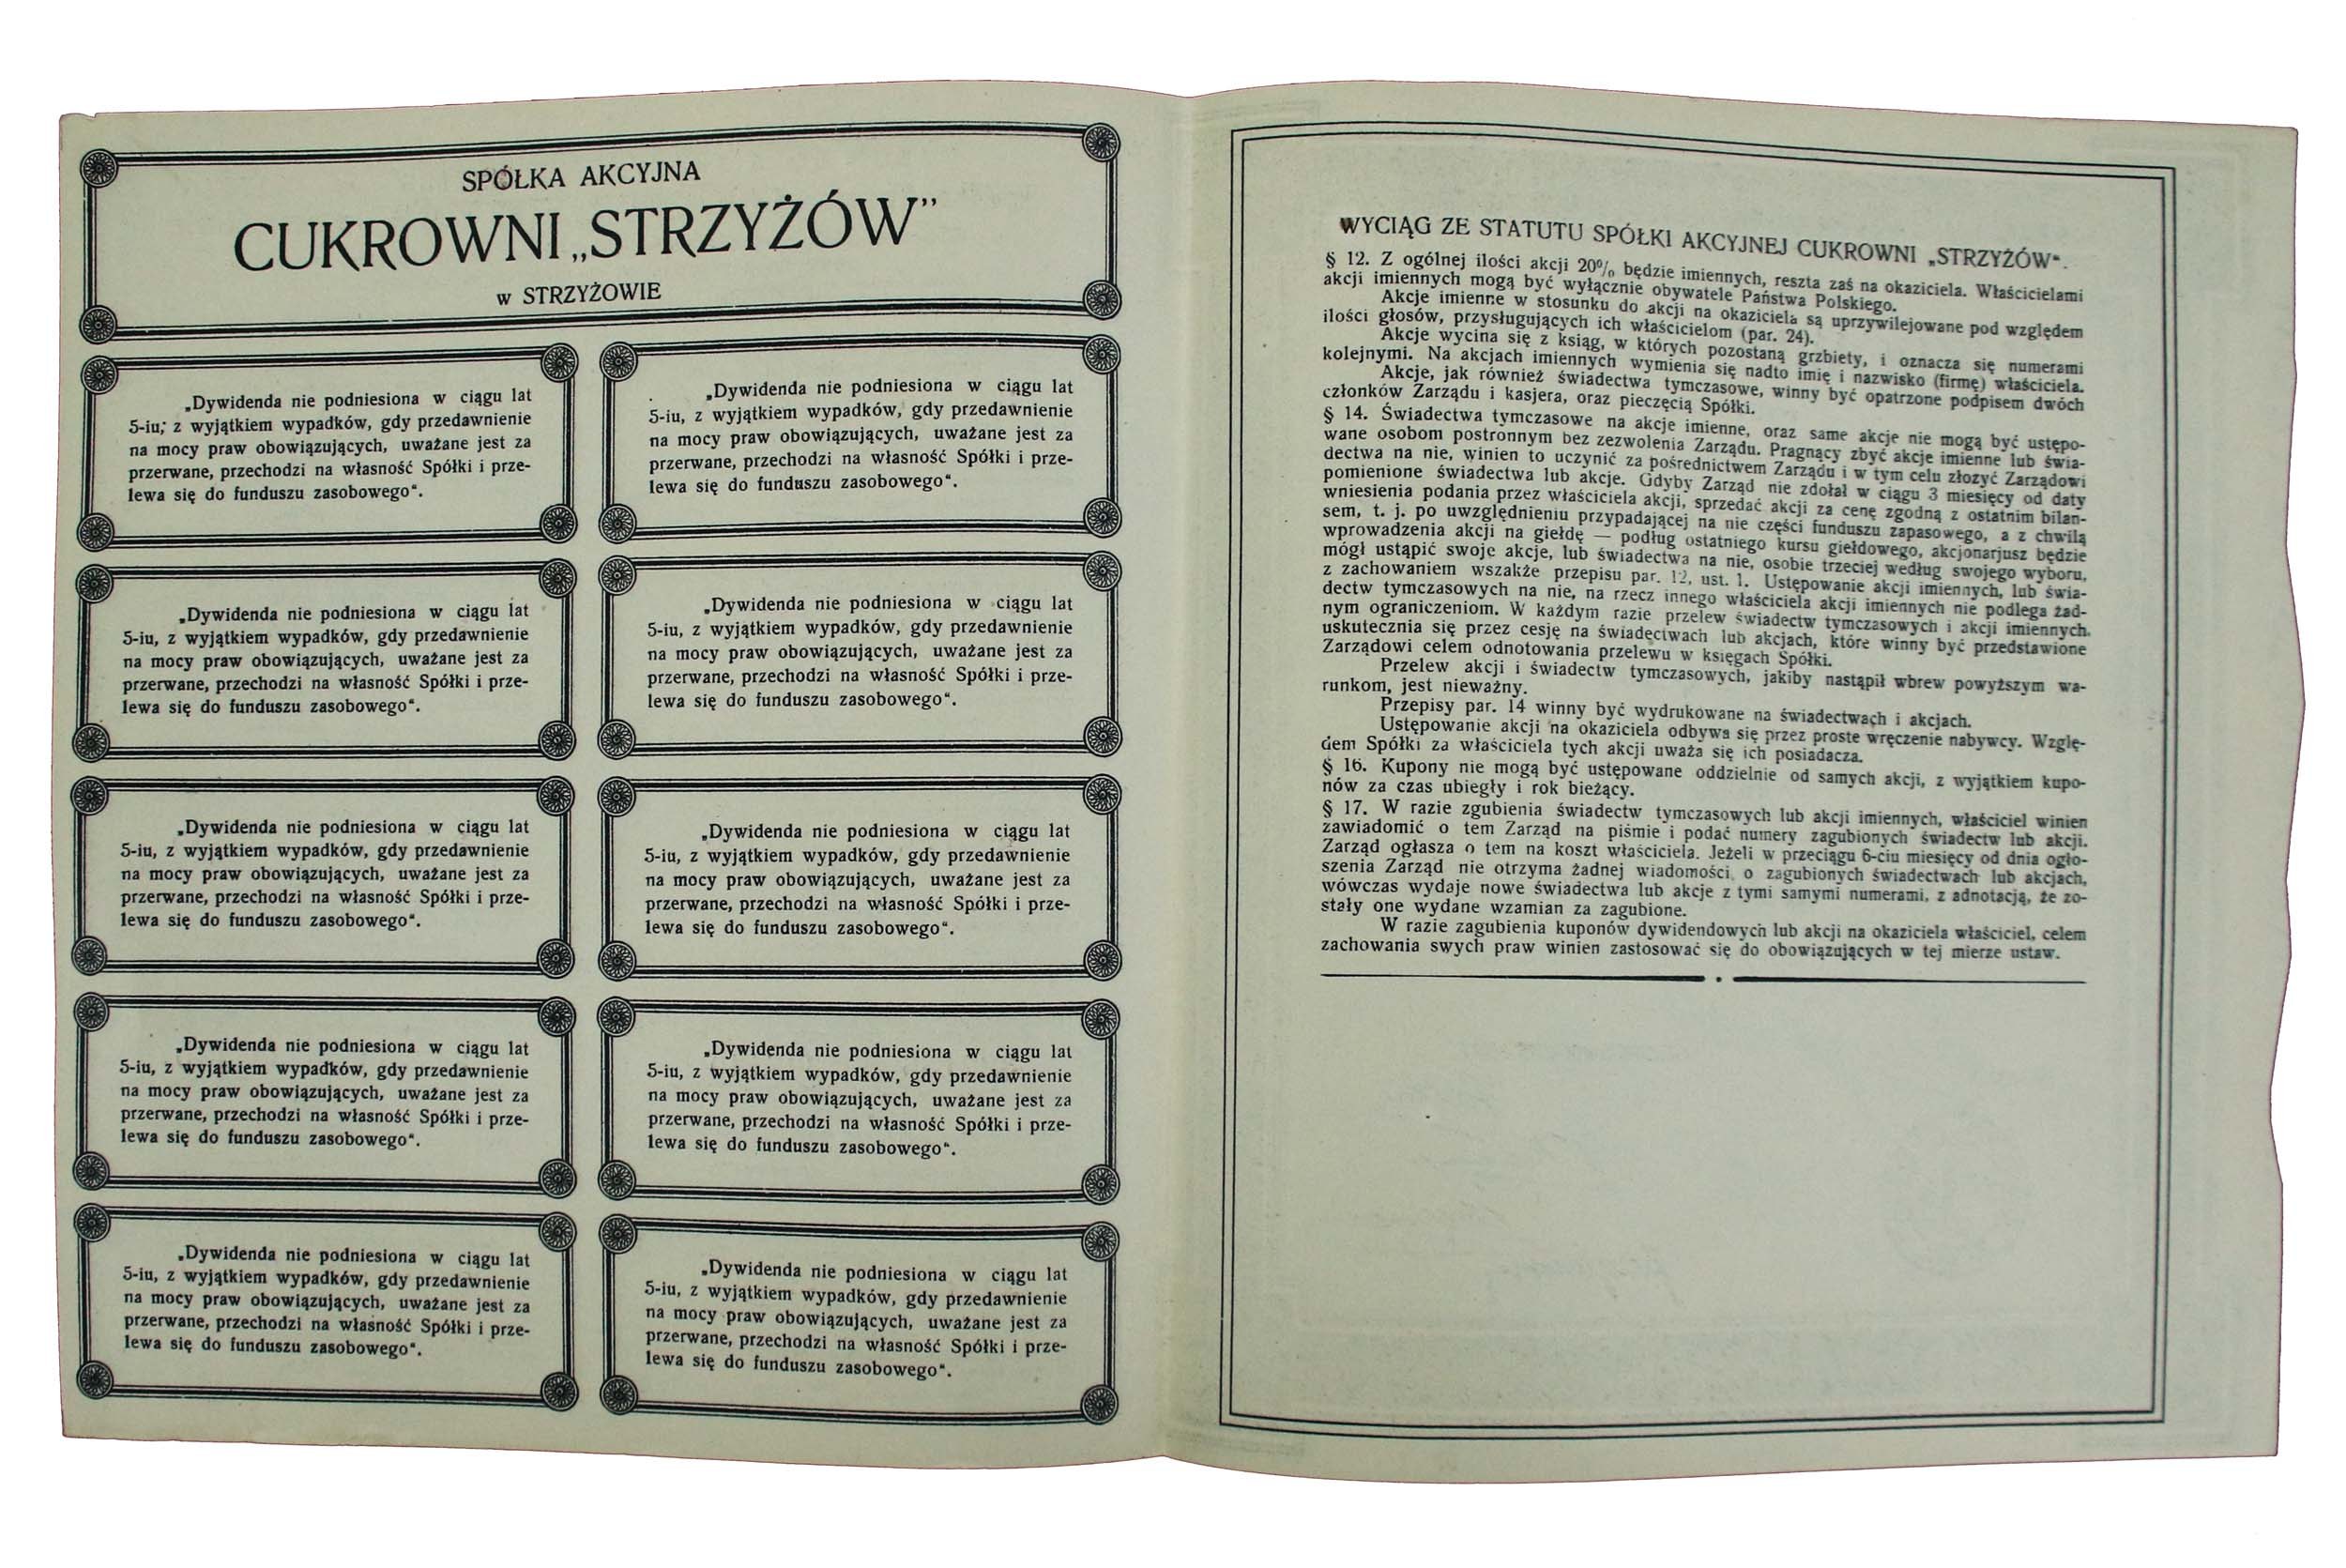 SPÓŁKA AKCYJNA
CUKROWNI „STRZYŻÓW”
w STRZYŻOWIE
„Dywidenda nie podniesiona w ciągu lat
5-iu, z wyjątkiem wypadków, gdy przedawnienie
na mocy praw obowiązujących, uważane jest za
przerwane, przechodzi na własność Spółki i prze-
lewa się do funduszu zasobowego“.
„Dywidenda nie podniesiona w ciągu lat
5-iu, z wyjątkiem wypadków, gdy przedawnienie
na mocy praw obowiązujących, uważane jest za
przerwane, przechodzi na własność Spółki i prze-
lewa się do funduszu zasobowego“.
„Dywidenda nie podniesiona w ciągu lat
5-iu, z wyjątkiem wypadków, gdy przedawnienie
na mocy praw obowiązujących, uważane jest za
przerwane, przechodzi na własność Spółki i prze-
lewa się do funduszu zasobowego“.
„Dywidenda nie podniesiona w ciągu lat
5-iu, z wyjątkiem wypadków, gdy przedawnienie
na mocy praw obowiązujących, uważane jest za
przerwane, przechodzi na własność Spółki i prze-
lewa się do funduszu zasobowego“.
„Dywidenda nie podniesiona w ciągu lat
5-iu, z wyjątkiem wypadków, gdy przedawnienie
na mocy praw obowiązujących, uważane jest za
przerwane, przechodzi na własność Spółki i prze-
lewa się do funduszu zasobowego“.
„Dywidenda nie podniesiona w ciągu lat
5-iu, z wyjątkiem wypadków, gdy przedawnienie
na mocy praw obowiązujących, uważane jest za
przerwane, przechodzi na własność Spółki i prze-
lewa się do funduszu zasobowego“.
„Dywidenda nie podniesiona w ciągu lat
5-iu, z wyjątkiem wypadków, gdy przedawnienie
na mocy praw obowiązujących, uważane jest za
przerwane, przechodzi na własność Spółki i prze-
lewa się do funduszu zasobowego“.
„Dywidenda nie podniesiona w ciągu lat
5-iu, z wyjątkiem wypadków, gdy przedawnienie
na mocy praw obowiązujących, uważane jest za
przerwane, przechodzi na własność Spółki i prze-
lewa się do funduszu zasobowego“.
„Dywidenda nie podniesiona w ciągu lat
5-iu, z wyjątkiem wypadków, gdy przedawnienie
na mocy praw obowiązujących, uważane jest za
przerwane, przechodzi na własność Spółki i prze-
lewa się do funduszu zasobowego“.
„Dywidenda nie podniesiona w ciągu lat
5-iu, z wyjątkiem wypadków, gdy przedawnienie
na mocy praw obowiązujących, uważane jest za
przerwane, przechodzi na własność Spółki i prze-
lewa się do funduszu zasobowego“.
WYCIĄG ZE STATUTU SPÓŁKI AKCYJNEJ CUKROWNI „STRZYŻÓW“.
§ 12. Z ogólnej ilości akcji 20% będzie imiennych, reszta zaś na okaziciela. Właścicielami
akcji imiennych mogą być wyłącznie obywatele Państwa Polskiego.
Akcje imienne w stosunku do akcji na okaziciela są uprzywilejowane pod względem
ilości głosów, przysługujących ich właścicielom (par. 24).
Akcje wycina się z ksiąg, w których pozostaną grzbiety, i oznacza się numerami
kolejnymi. Na akcjach imiennych wymienia się nadto imię i nazwisko (firmę) właściciela.
Akcje, jak również świadectwa tymczasowe, winny być opatrzone podpisem dwóch
członków Zarządu i kasjera, oraz pieczęcią Spółki.
§ 14. Świadectwa tymczasowe na akcje imienne, oraz same akcje nie mogą być ustępo-
wane osobom postronnym bez zezwolenia Zarządu. Pragnący zbyć akcje imienne lub świa-
dectwa na nie, winien to uczynić za pośrednictwem Zarządu i w tym celu złożyć Zarządowi
pomienione świadectwa lub akcje. Gdyby Zarząd nie zdołał w ciągu 3 miesięcy od daty
wniesienia podania przez właściciela akcji, sprzedać akcji za cenę zgodną z ostatnim bilan-
sem, t. j. po uwzględnieniu przypadającej na nie części funduszu zapasowego, a z chwilą
wprowadzenia akcji na giełdę — podług ostatniego kursu giełdowego, akcjonarjusz będzie
mógł ustąpić swoje akcje, lub świadectwa na nie, osobie trzeciej według swojego wyboru,
z zachowaniem wszakże przepisu par. 12, ust. 1. Ustępowanie akcji imiennych, lub świa-
dectw tymczasowych na nie, na rzecz innego właściciela akcji imiennych nie podlega żad-
nym ograniczeniom. W każdym razie przelew świadectw tymczasowych i akcji imiennych,
uskutecznia się przez cesję na świadectwach lub akcjach, które winny być przedstawione
Zarządowi celem odnotowania przelewu w księgach Spółki.
Przelew akcji i świadectw tymczasowych, jakiby nastąpił wbrew powyższym wa-
runkom, jest nieważny.
Przepisy par. 14 winny być wydrukowane na świadectwach i akcjach.
Ustępowanie akcji na okaziciela odbywa się przez proste wręczenie nabywcy. Wzglę-
dem Spółki za właściciela tych akcji uważa się ich posiadacza.
§ 16. Kupony nie mogą być ustępowane oddzielnie od samych akcji, z wyjątkiem kupo-
nów za czas ubiegły i rok bieżący.
§ 17. W razie zgubienia świadectw tymczasowych lub akcji imiennych, właściciel winien
zawiadomić o tem Zarząd na piśmie i podać numery zagubionych świadectw lub akcji.
Zarząd ogłasza o tem na koszt właściciela. Jeżeli w przeciągu 6-ciu miesięcy od dnia ogło-
szenia Zarząd nie otrzyma żadnej wiadomości o zagubionych świadectwach lub akcjach,
wówczas wydaje nowe świadectwa lub akcje z tymi samymi numerami, z adnotacją, że zo-
stały one wydane wzamian za zagubione.
W razie zagubienia kuponów dywidendowych lub akcji na okaziciela właściciel, celem
zachowania swych praw winien zastosować się do obowiązujących w tej mierze ustaw.